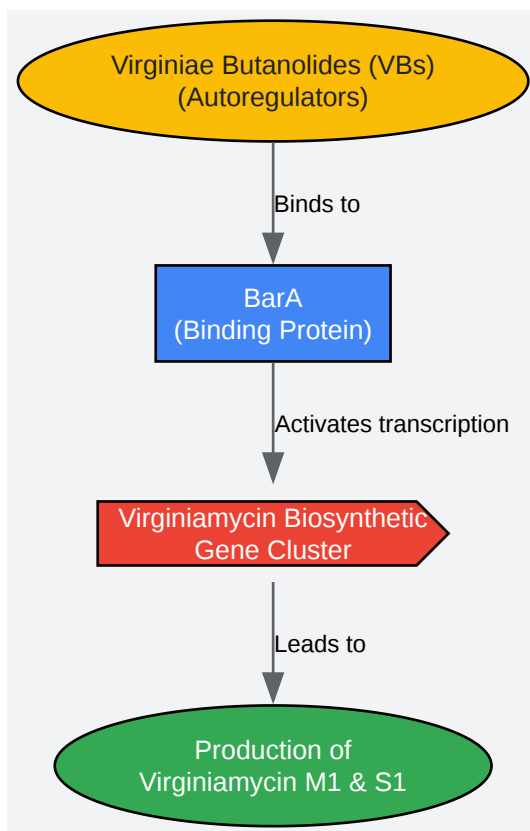 Virginiae Butanolides (VBs)
(Autoregulators)
Binds to
BarA
(Binding Protein)
Activates transcription
Virginiamycin Biosynthetic
Gene Cluster
Leads to
Production of
Virginiamycin M1 & S1